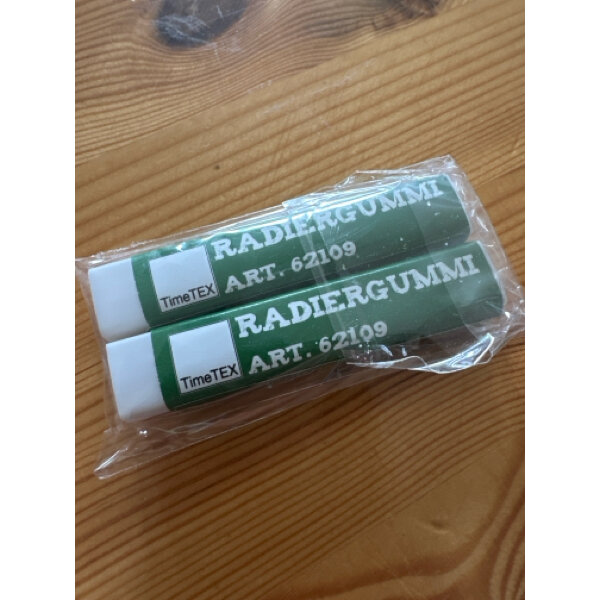 RADIERGUMMI
ART. 62109
TimeTEX
RADIERGUMMI
ART. 62109
TimeTEX